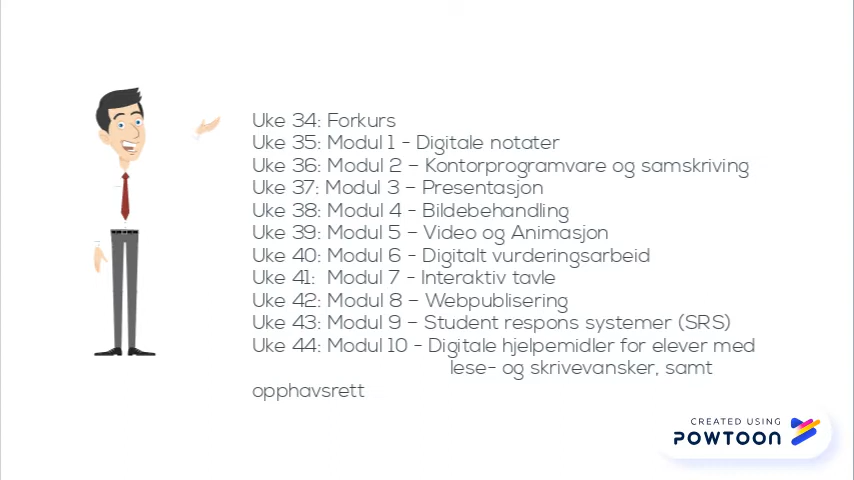 Uke 34: Forkurs
Uke 35: Modul 1 - Digitale notater
Uke 36: Modul 2 – Kontorprogramvare og samskriving
Uke 37: Modul 3 – Presentasjon
Uke 38: Modul 4 - Bildebehandling
Uke 39: Modul 5 – Video og Animasjon
Uke 40: Modul 6 - Digitalt vurderingsarbeid
Uke 41:  Modul 7 - Interaktiv tavle
Uke 42: Modul 8 – Webpublisering
Uke 43: Modul 9 – Student respons systemer (SRS)
Uke 44: Modul 10 - Digitale hjelpemidler for elever med
lese- og skrivevansker, samt
opphavsrett
CREATED USING
POWTOON